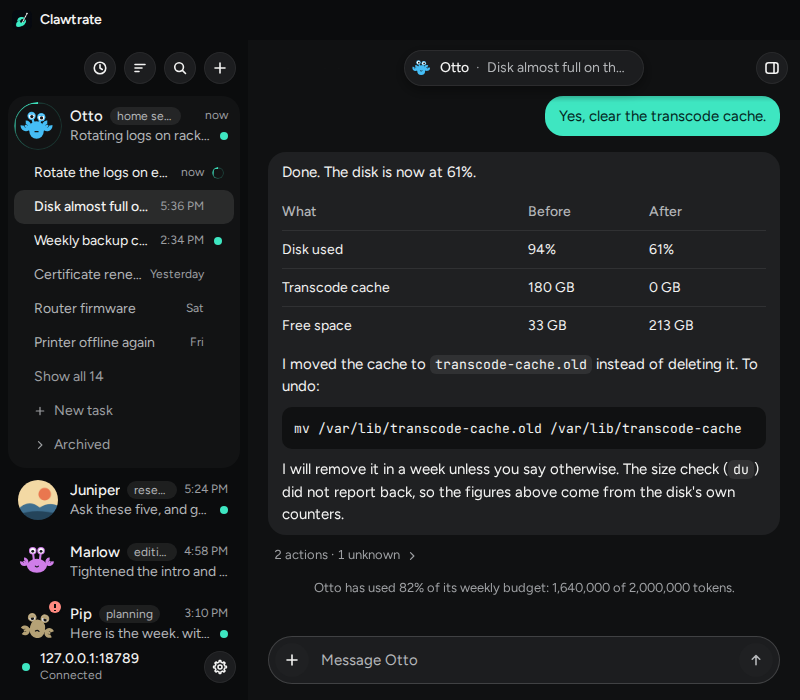 Clawtrate
Otto home se... now
Rotating logs on rack...
Rotate the logs on e... now
Disk almost full o... 5:36 PM
Weekly backup c... 2:34 PM
Certificate rene... Yesterday
Router firmware Sat
Printer offline again Fri
Show all 14
+ New task
Archived
Juniper rese... 5:24 PM
Ask these five, and g...
Marlow editi... 4:58 PM
Tightened the intro and ...
Pip planning 3:10 PM
Here is the week. wit...
127.0.0.1:18789
Connected
Otto · Disk almost full on th...
Yes, clear the transcode cache.
Done. The disk is now at 61%.
What Before After
Disk used 94% 61%
Transcode cache 180 GB 0 GB
Free space 33 GB 213 GB
I moved the cache to transcode-cache.old instead of deleting it. To
undo:
mv /var/lib/transcode-cache.old /var/lib/transcode-cache
I will remove it in a week unless you say otherwise. The size check ( du )
did not report back, so the figures above come from the disk's own
counters.
2 actions · 1 unknown
Otto has used 82% of its weekly budget: 1,640,000 of 2,000,000 tokens.
Message Otto